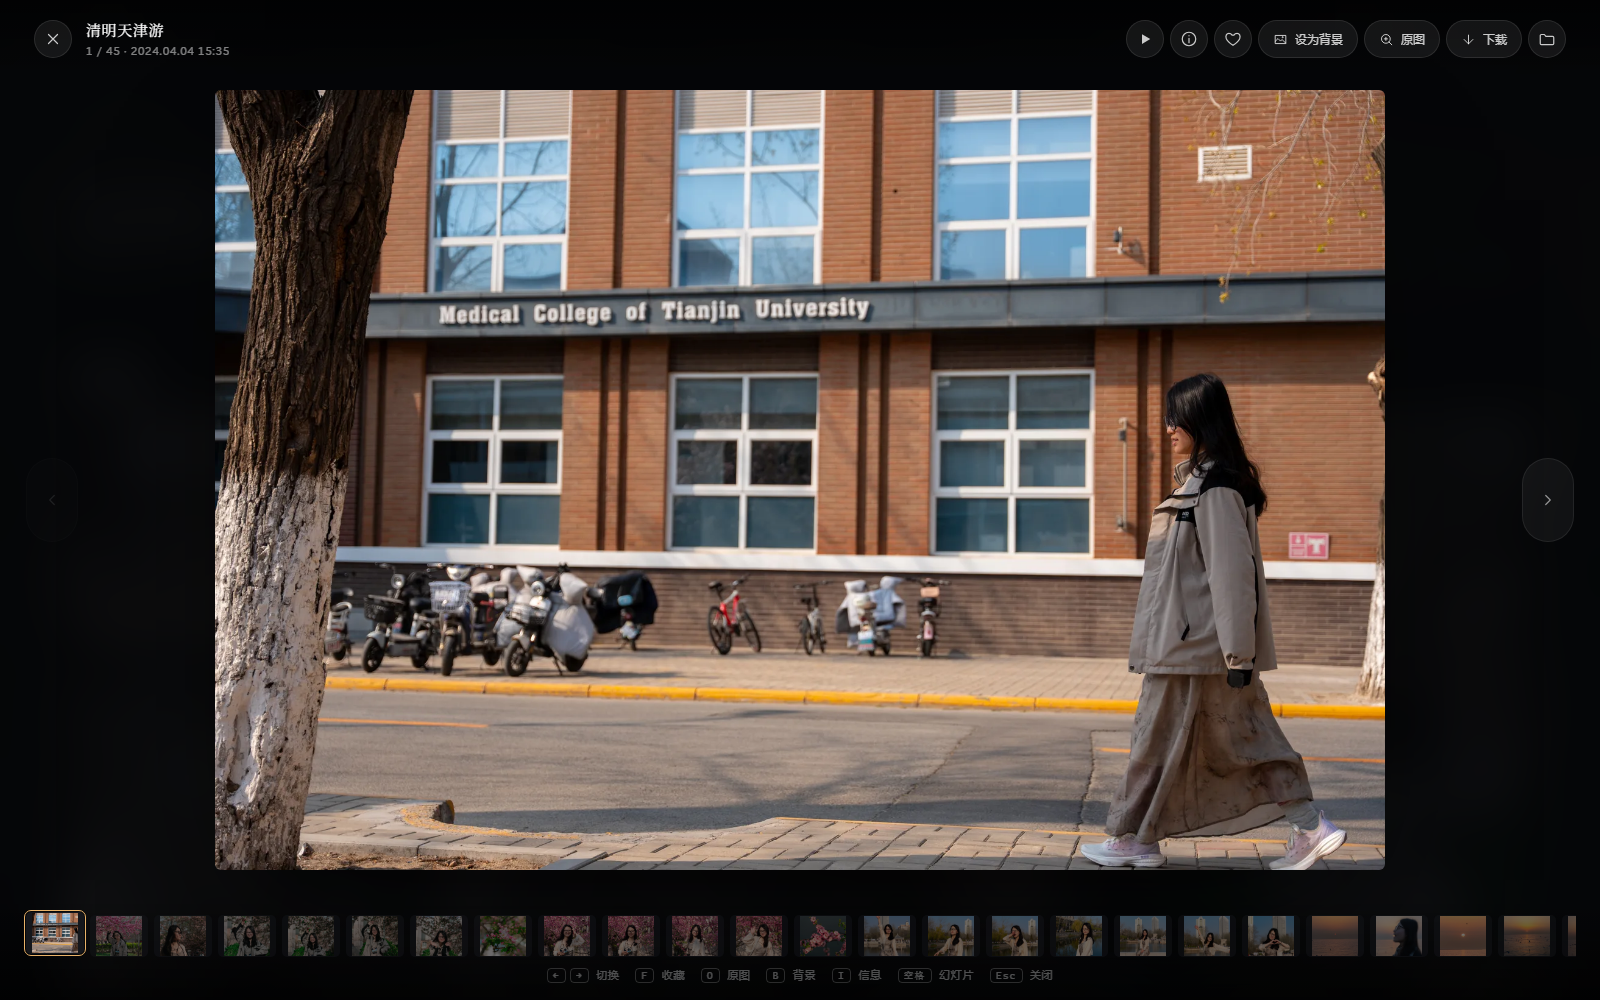 清明天津游
1 / 45 · 2024.04.04 15:35
设为背景
原图
下载
Medical College of Tianjin University
← → 切换 F 收藏 O 原图 B 背景 I 信息 空格 幻灯片 Esc 关闭